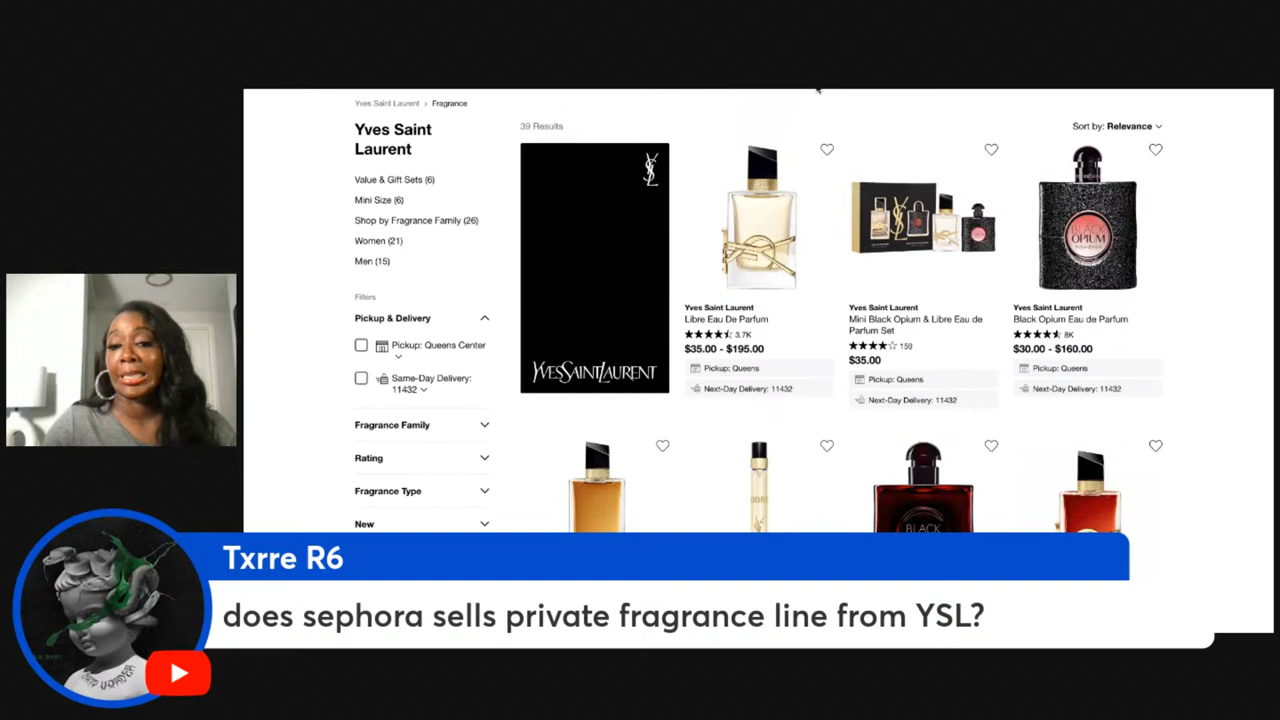 Yves Saint Laurent › Fragrance
Yves Saint
Laurent
39 Results
Sort by: Relevance
Value & Gift Sets (6)
Mini Size (6)
Shop by Fragrance Family (26)
Women (21)
Men (15)
Filters
Pickup & Delivery
Pickup: Queens Center
Same-Day Delivery:
11432
Fragrance Family
Rating
Fragrance Type
New
YSL
YVESSAINTLAURENT
BLACK
OPIUM
Yves Saint Laurent
Libre Eau De Parfum
3.7K
$35.00 - $195.00
Pickup: Queens
Next-Day Delivery: 11432
Yves Saint Laurent
Mini Black Opium & Libre Eau de
Parfum Set
159
$35.00
Pickup: Queens
Next-Day Delivery: 11432
Yves Saint Laurent
Black Opium Eau de Parfum
8K
$30.00 - $160.00
Pickup: Queens
Next-Day Delivery: 11432
BLACK
Txrre R6
does sephora sells private fragrance line from YSL?